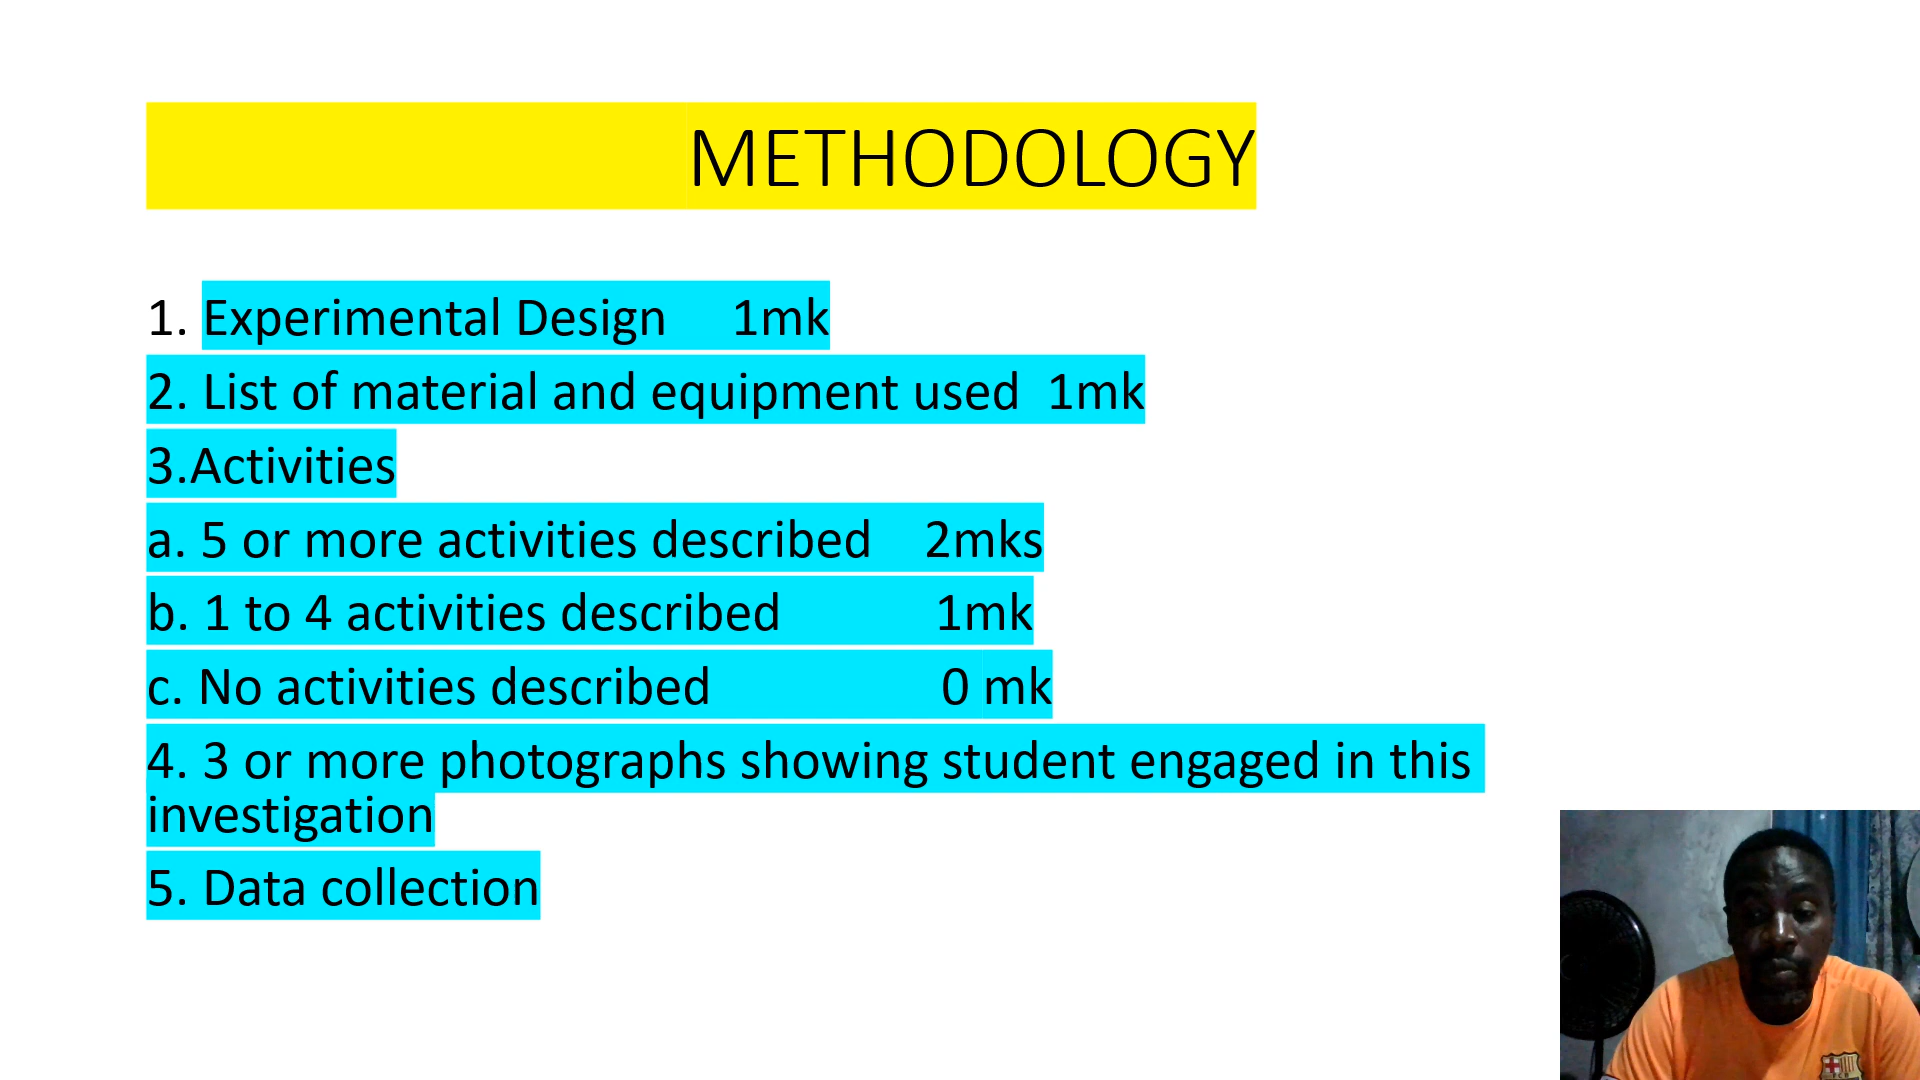 METHODOLOGY
1. Experimental Design 1mk
2. List of material and equipment used 1mk
3.Activities
a. 5 or more activities described 2mks
b. 1 to 4 activities described 1mk
c. No activities described 0 mk
4. 3 or more photographs showing student engaged in this
investigation
5. Data collection